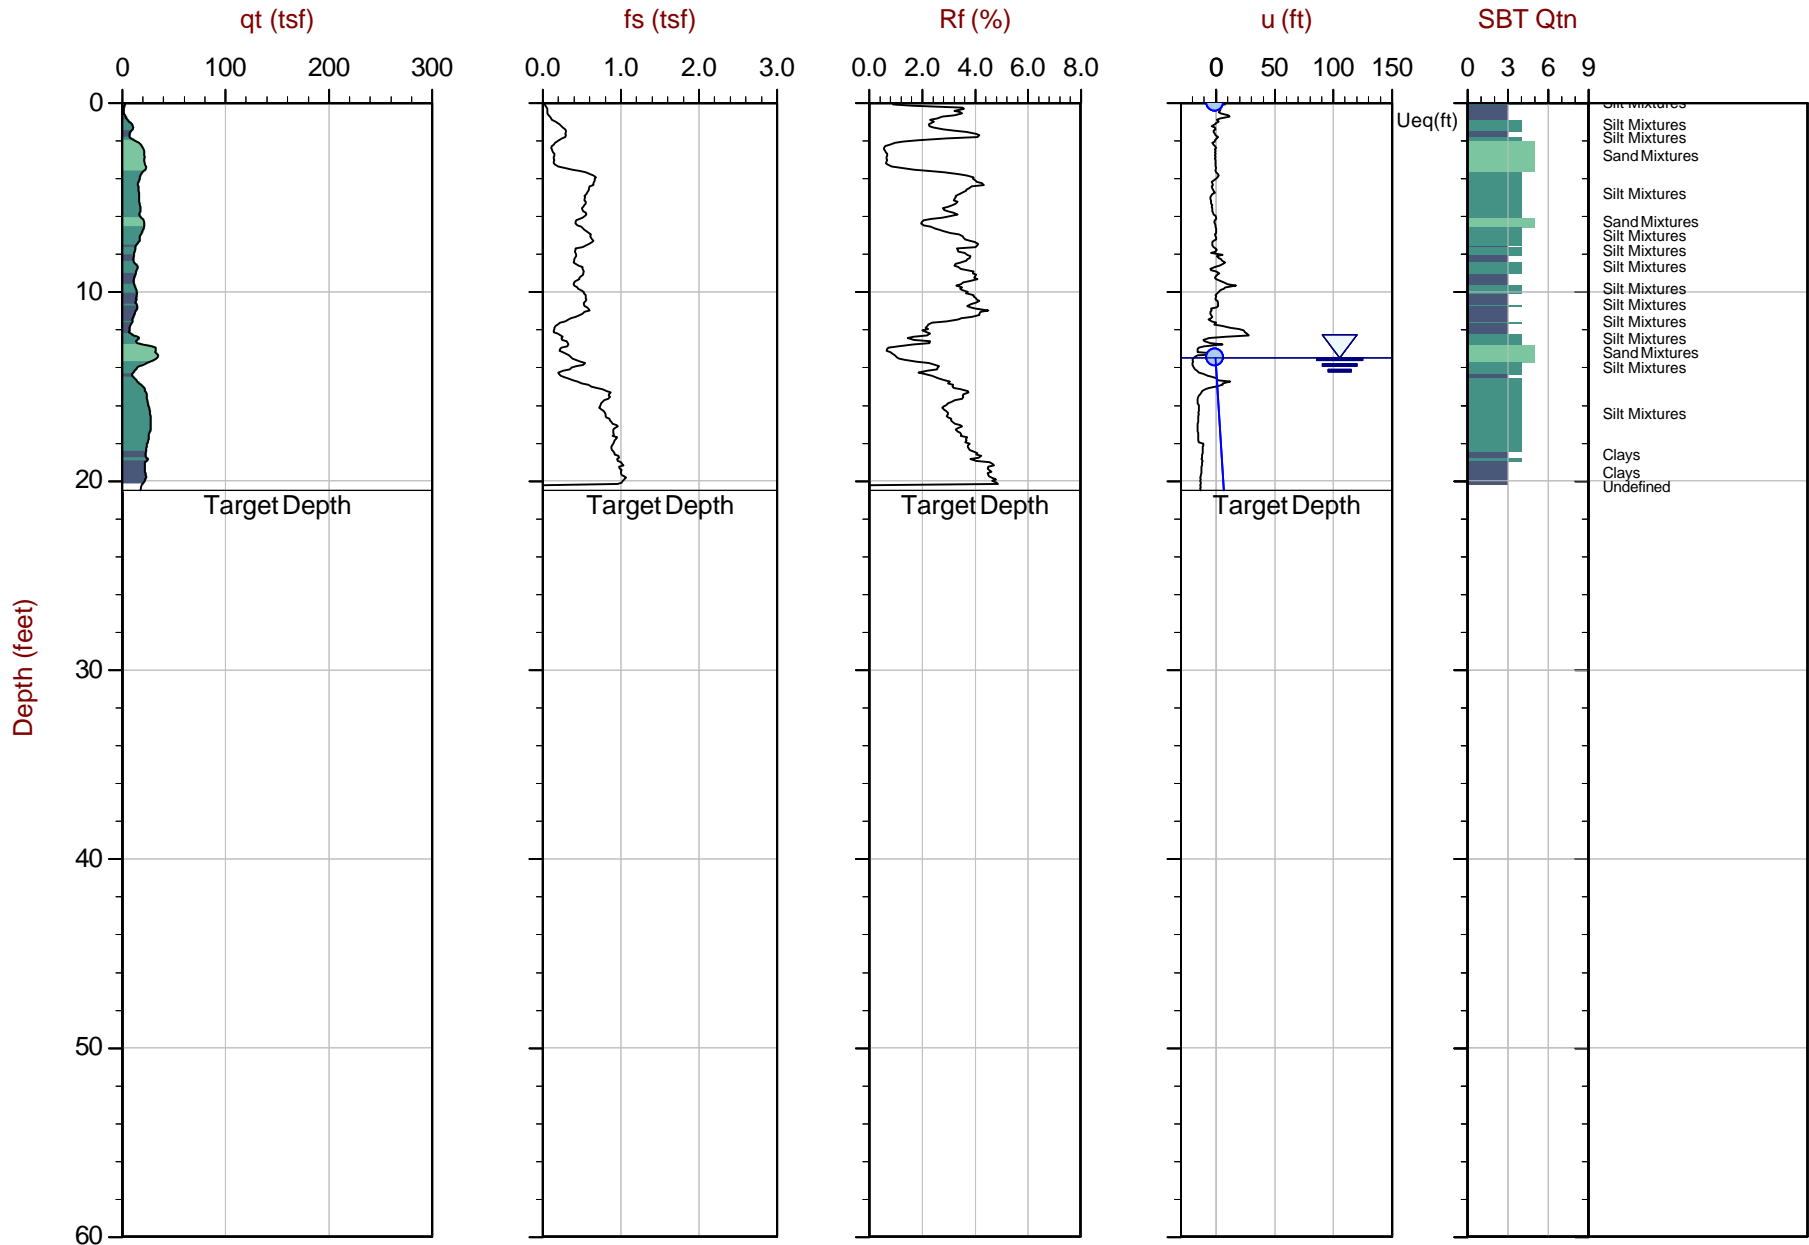 qt (tsf) fs (tsf) Rf (%) u (ft) SBT Qtn
0 100 200 300 0.0 1.0 2.0 3.0 0.0 2.0 4.0 6.0 8.0 0 50 100 150 0 3 6 9
0
Silt Mixtures
Ueq(ft)
Silt Mixtures
Silt Mixtures
Sand Mixtures
Silt Mixtures
Sand Mixtures
Silt Mixtures
Silt Mixtures
Silt Mixtures
10
Silt Mixtures
Silt Mixtures
Silt Mixtures
Silt Mixtures
Sand Mixtures
Silt Mixtures
Silt Mixtures
Clays
Clays
20
Undefined
Target Depth Target Depth Target Depth Target Depth
Depth (feet)
30
40
50
60